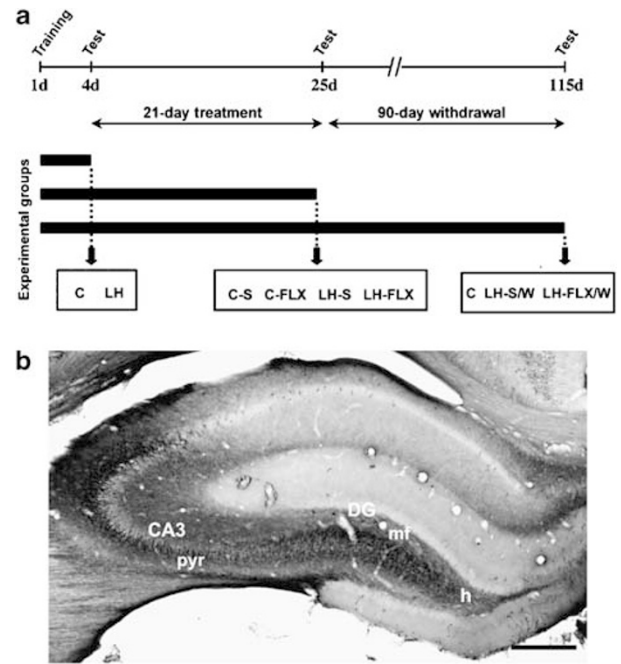 a
Training Test Test Test
1d 4d 25d 115d
21-day treatment 90-day withdrawal
Experimental groups
C LH
C-S C-FLX LH-S LH-FLX
C LH-S/W LH-FLX/W
b
DG
CA3 mf
pyr
h